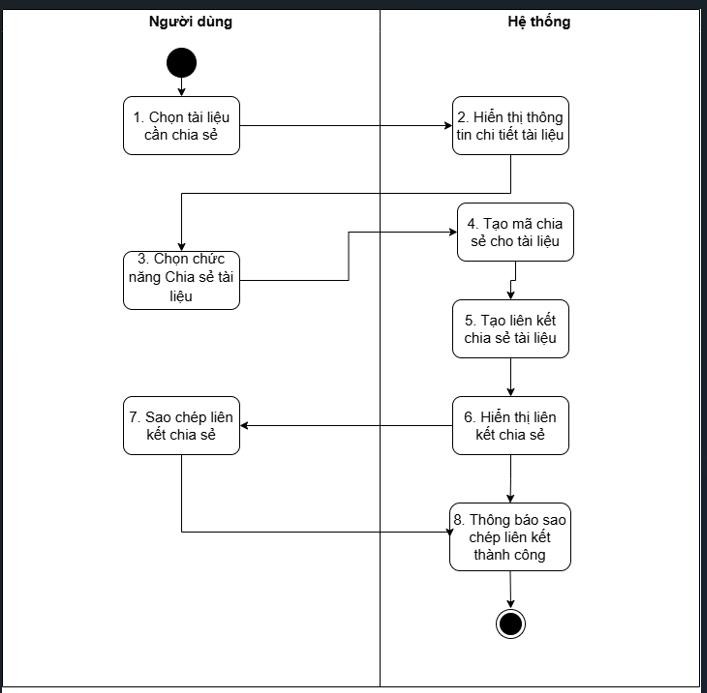 Người dùng
Hệ thống
1. Chọn tài liệu
cần chia sẻ
2. Hiển thị thông
tin chi tiết tài liệu
3. Chọn chức
năng Chia sẻ tài
liệu
4. Tạo mã chia
sẻ cho tài liệu
5. Tạo liên kết
chia sẻ tài liệu
6. Hiển thị liên
kết chia sẻ
7. Sao chép liên
kết chia sẻ
8. Thông báo sao
chép liên kết
thành công